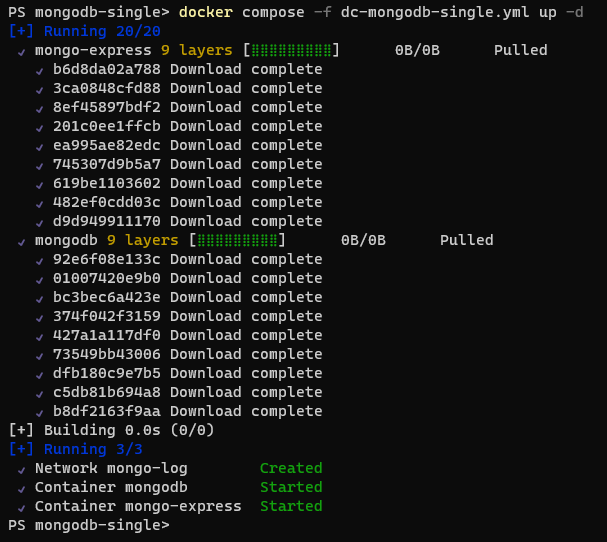 PS mongodb-single> docker compose -f dc-mongodb-single.yml up -d
[+] Running 20/20
✓ mongo-express 9 layers [⣿⣿⣿⣿⣿⣿⣿⣿⣿] 0B/0B Pulled
✓ b6d8da02a788 Download complete
✓ 3ca0848cfd88 Download complete
✓ 8ef45897bdf2 Download complete
✓ 201c0ee1ffcb Download complete
✓ ea995ae82edc Download complete
✓ 745307d9b5a7 Download complete
✓ 619be1103602 Download complete
✓ 482ef0cdd03c Download complete
✓ d9d949911170 Download complete
✓ mongodb 9 layers [⣿⣿⣿⣿⣿⣿⣿⣿⣿] 0B/0B Pulled
✓ 92e6f08e133c Download complete
✓ 01007420e9b0 Download complete
✓ bc3bec6a423e Download complete
✓ 374f042f3159 Download complete
✓ 427a1a117df0 Download complete
✓ 73549bb43006 Download complete
✓ dfb180c9e7b5 Download complete
✓ c5db81b694a8 Download complete
✓ b8df2163f9aa Download complete
[+] Building 0.0s (0/0)
[+] Running 3/3
✓ Network mongo-log Created
✓ Container mongodb Started
✓ Container mongo-express Started
PS mongodb-single>